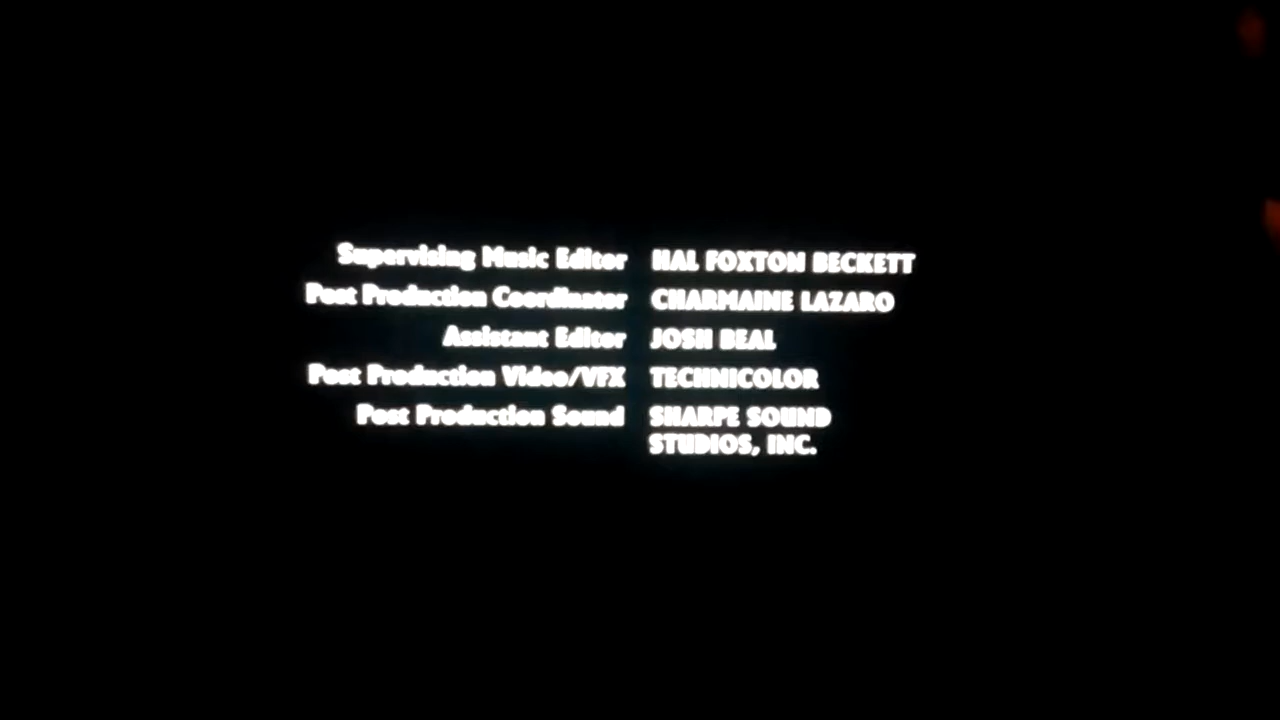 Supervising Music Editor HAL FOXTON BECKETT
Post Production Coordinator CHARMAINE LAZARO
Assistant Editor JOSH BEAL
Post Production Video/VFX TECHNICOLOR
Post Production Sound SHARPE SOUND
STUDIOS, INC.